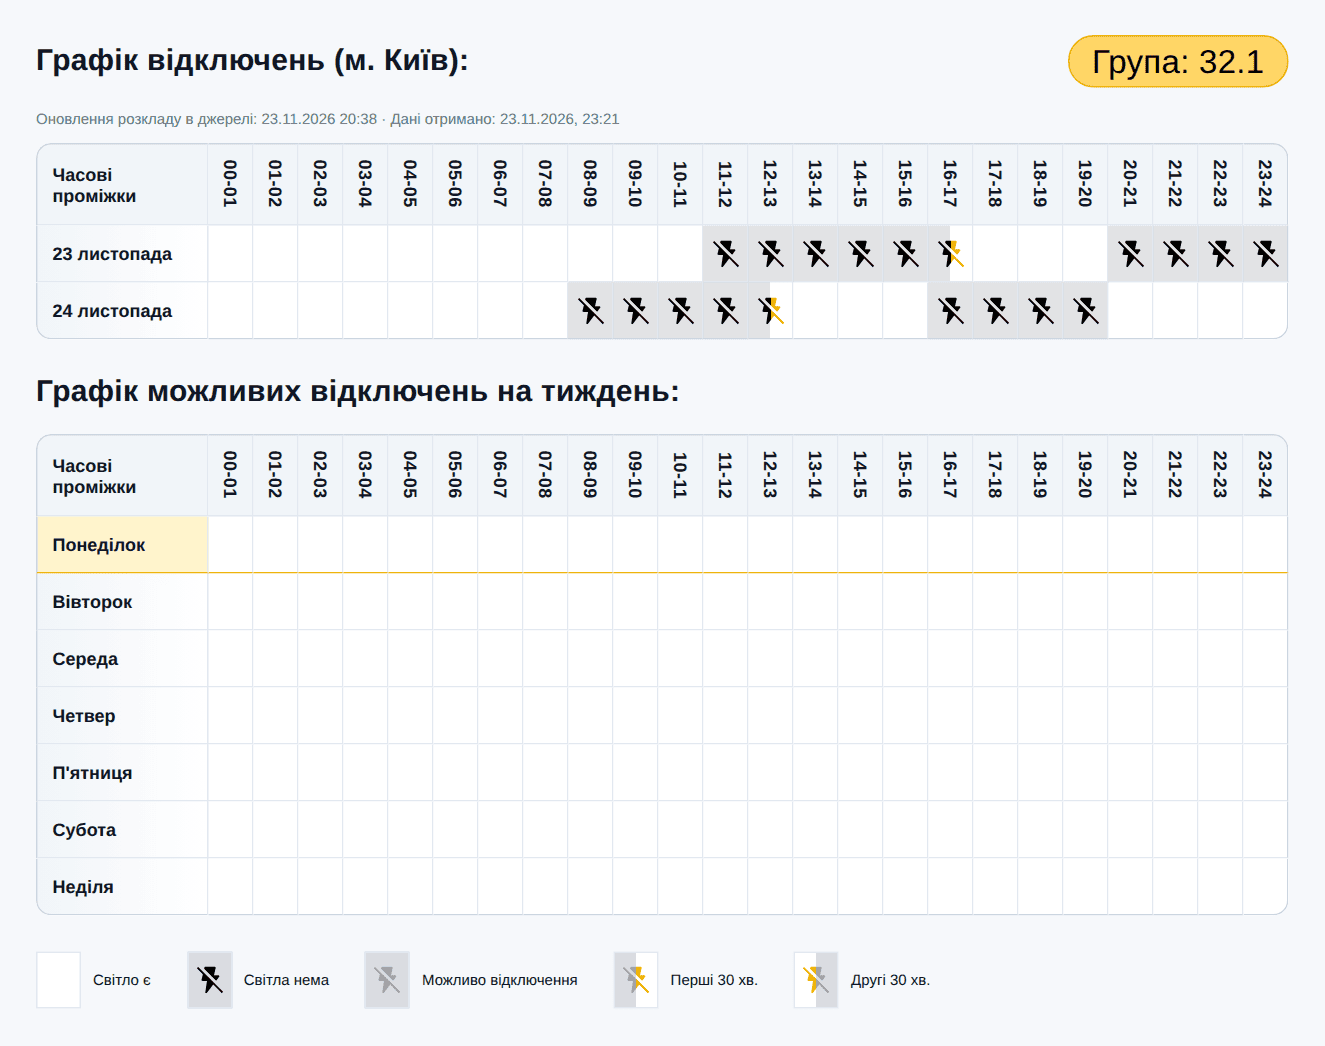 Графік відключень (м. Київ):
Група: 32.1
Оновлення розкладу в джерелі: 23.11.2026 20:38 · Дані отримано: 23.11.2026, 23:21
Часові проміжки 00-01 01-02 02-03 03-04 04-05 05-06 06-07 07-08 08-09 09-10 10-11 11-12 12-13 13-14 14-15 15-16 16-17 17-18 18-19 19-20 20-21 21-22 22-23 23-24
23 листопада
24 листопада
Графік можливих відключень на тиждень:
Часові проміжки 00-01 01-02 02-03 03-04 04-05 05-06 06-07 07-08 08-09 09-10 10-11 11-12 12-13 13-14 14-15 15-16 16-17 17-18 18-19 19-20 20-21 21-22 22-23 23-24
Понеділок
Вівторок
Середа
Четвер
П'ятниця
Субота
Неділя
Світло є Світла нема Можливо відключення Перші 30 хв. Другі 30 хв.